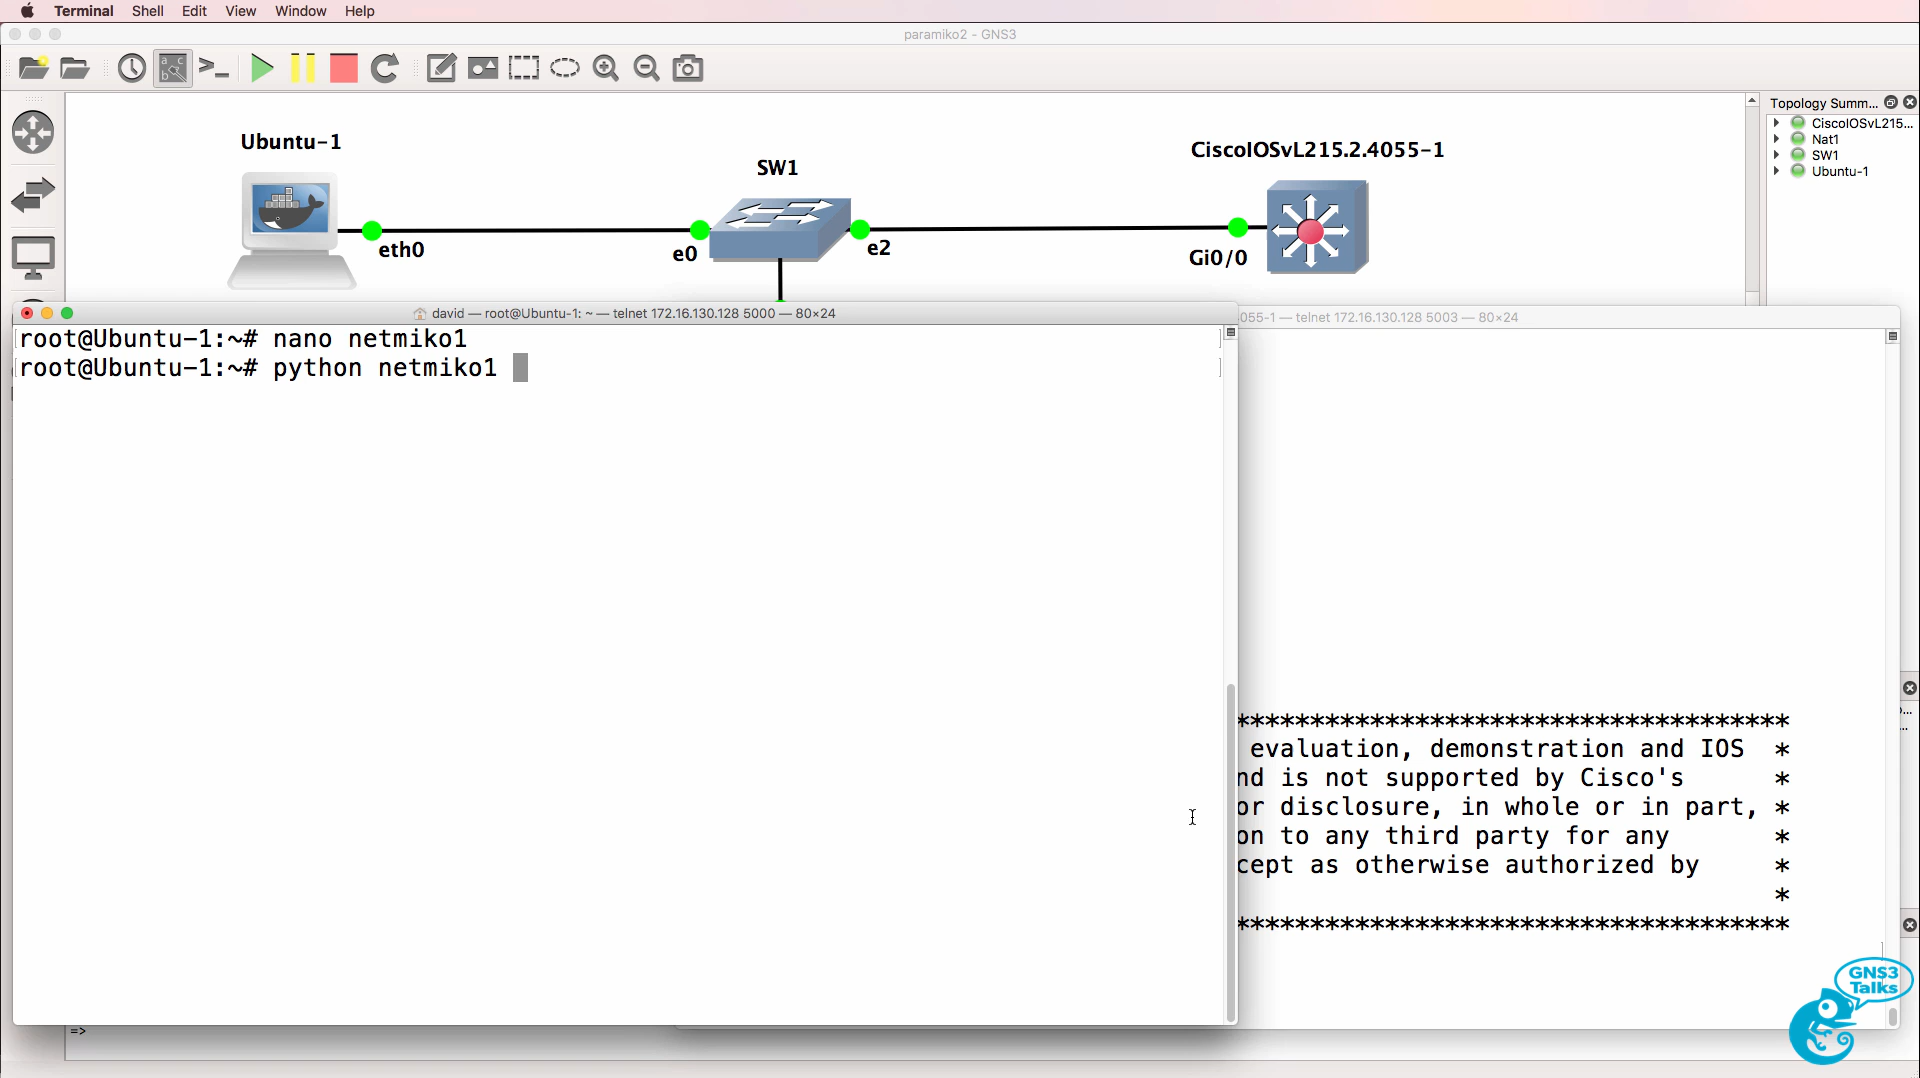 Terminal Shell Edit View Window Help
paramiko2 - GNS3
Topology Summ...
CiscoIOSvL215...
Nat1
SW1
Ubuntu-1
Ubuntu-1
SW1
CiscoIOSvL215.2.4055-1
eth0
e0
e2
Gi0/0
david — root@Ubuntu-1: ~ — telnet 172.16.130.128 5000 — 80×24
root@Ubuntu-1:~# nano netmiko1
root@Ubuntu-1:~# python netmiko1
055-1 — telnet 172.16.130.128 5003 — 80×24
*************************************
evaluation, demonstration and IOS *
nd is not supported by Cisco's *
or disclosure, in whole or in part, *
on to any third party for any *
cept as otherwise authorized by *
*
*************************************
=>
GNS3
Talks